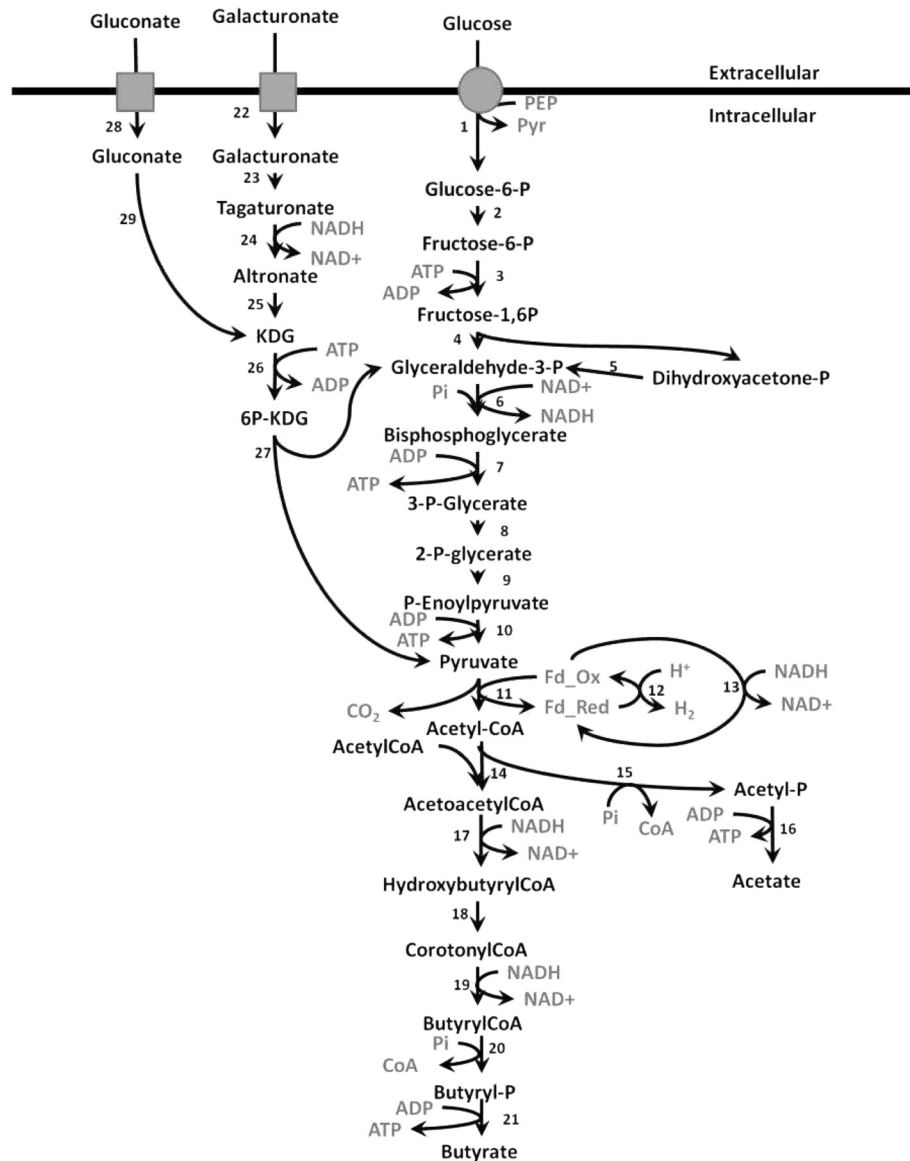 Gluconate Galacturonate Glucose
Extracellular
PEP
Intracellular
28 22 1 Pyr
Gluconate Galacturonate
23
Glucose-6-P
Tagaturonate
2
29
NADH
24
Fructose-6-P
NAD+
ATP 3
Altronate
ADP
25
Fructose-1,6P
KDG
4
ATP
26
Glyceraldehyde-3-P 5 Dihydroxyacetone-P
ADP
Pi 6 NAD+
NADH
6P-KDG
Bisphosphoglycerate
27
ADP 7
ATP
3-P-Glycerate
8
2-P-glycerate
9
P-Enoylpyruvate
ADP 10
ATP
Pyruvate
Fd_Ox H+ NADH
11 12 13
CO2 Fd_Red H2 NAD+
Acetyl-CoA
AcetylCoA
14 15
Acetyl-P
AcetoacetylCoA
Pi CoA
ADP 16
ATP
17 NADH
NAD+
HydroxybutyrylCoA Acetate
18
CorotonylCoA
NADH
19
NAD+
ButyrylCoA
Pi 20
CoA
Butyryl-P
ADP 21
ATP
Butyrate